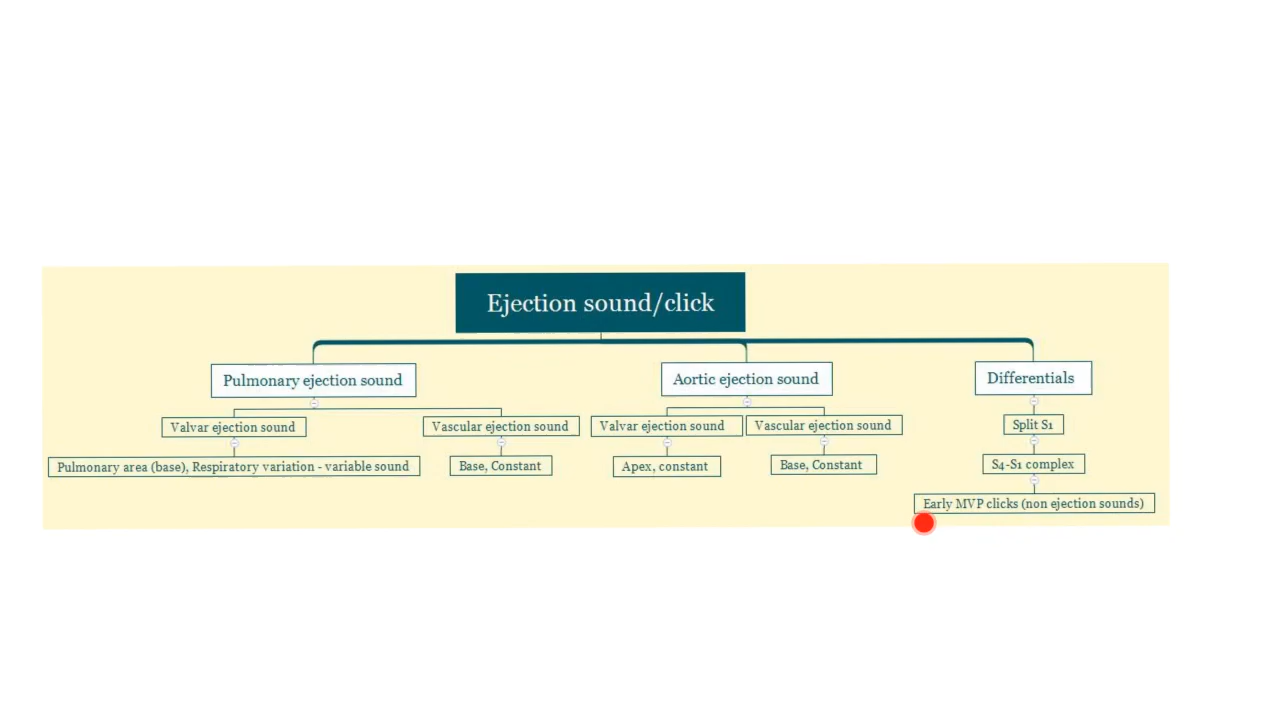 Ejection sound/click
Pulmonary ejection sound
Aortic ejection sound
Differentials
Valvar ejection sound
Vascular ejection sound
Valvar ejection sound
Vascular ejection sound
Split S1
Pulmonary area (base), Respiratory variation - variable sound
Base, Constant
Apex, constant
Base, Constant
S4-S1 complex
Early MVP clicks (non ejection sounds)